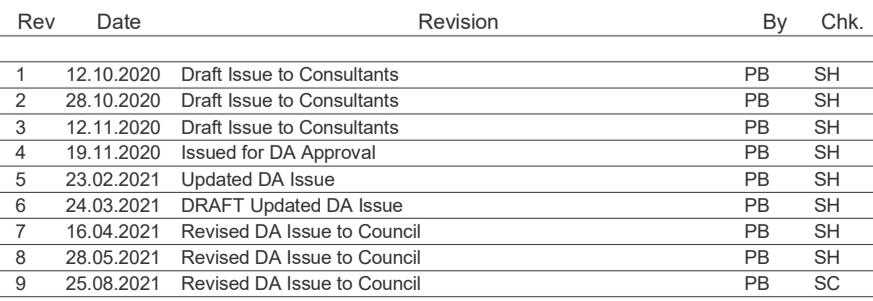 Rev Date Revision By Chk.
1 12.10.2020 Draft Issue to Consultants PB SH
2 28.10.2020 Draft Issue to Consultants PB SH
3 12.11.2020 Draft Issue to Consultants PB SH
4 19.11.2020 Issued for DA Approval PB SH
5 23.02.2021 Updated DA Issue PB SH
6 24.03.2021 DRAFT Updated DA Issue PB SH
7 16.04.2021 Revised DA Issue to Council PB SH
8 28.05.2021 Revised DA Issue to Council PB SH
9 25.08.2021 Revised DA Issue to Council PB SC